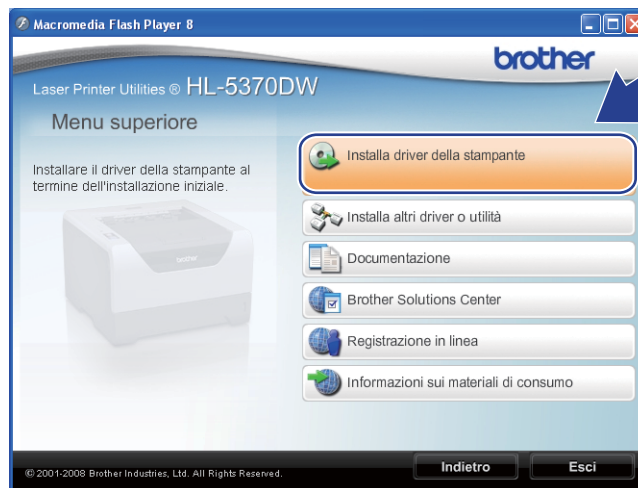 Macromedia Flash Player 8
brother
Laser Printer Utilities ® HL-5370DW
Menu superiore
Installare il driver della stampante al
termine dell'installazione iniziale.
Installa driver della stampante
Installa altri driver o utilità
Documentazione
Brother Solutions Center
Registrazione in linea
Informazioni sui materiali di consumo
brother
© 2001-2008 Brother Industries, Ltd. All Rights Reserved.
Indietro
Esci